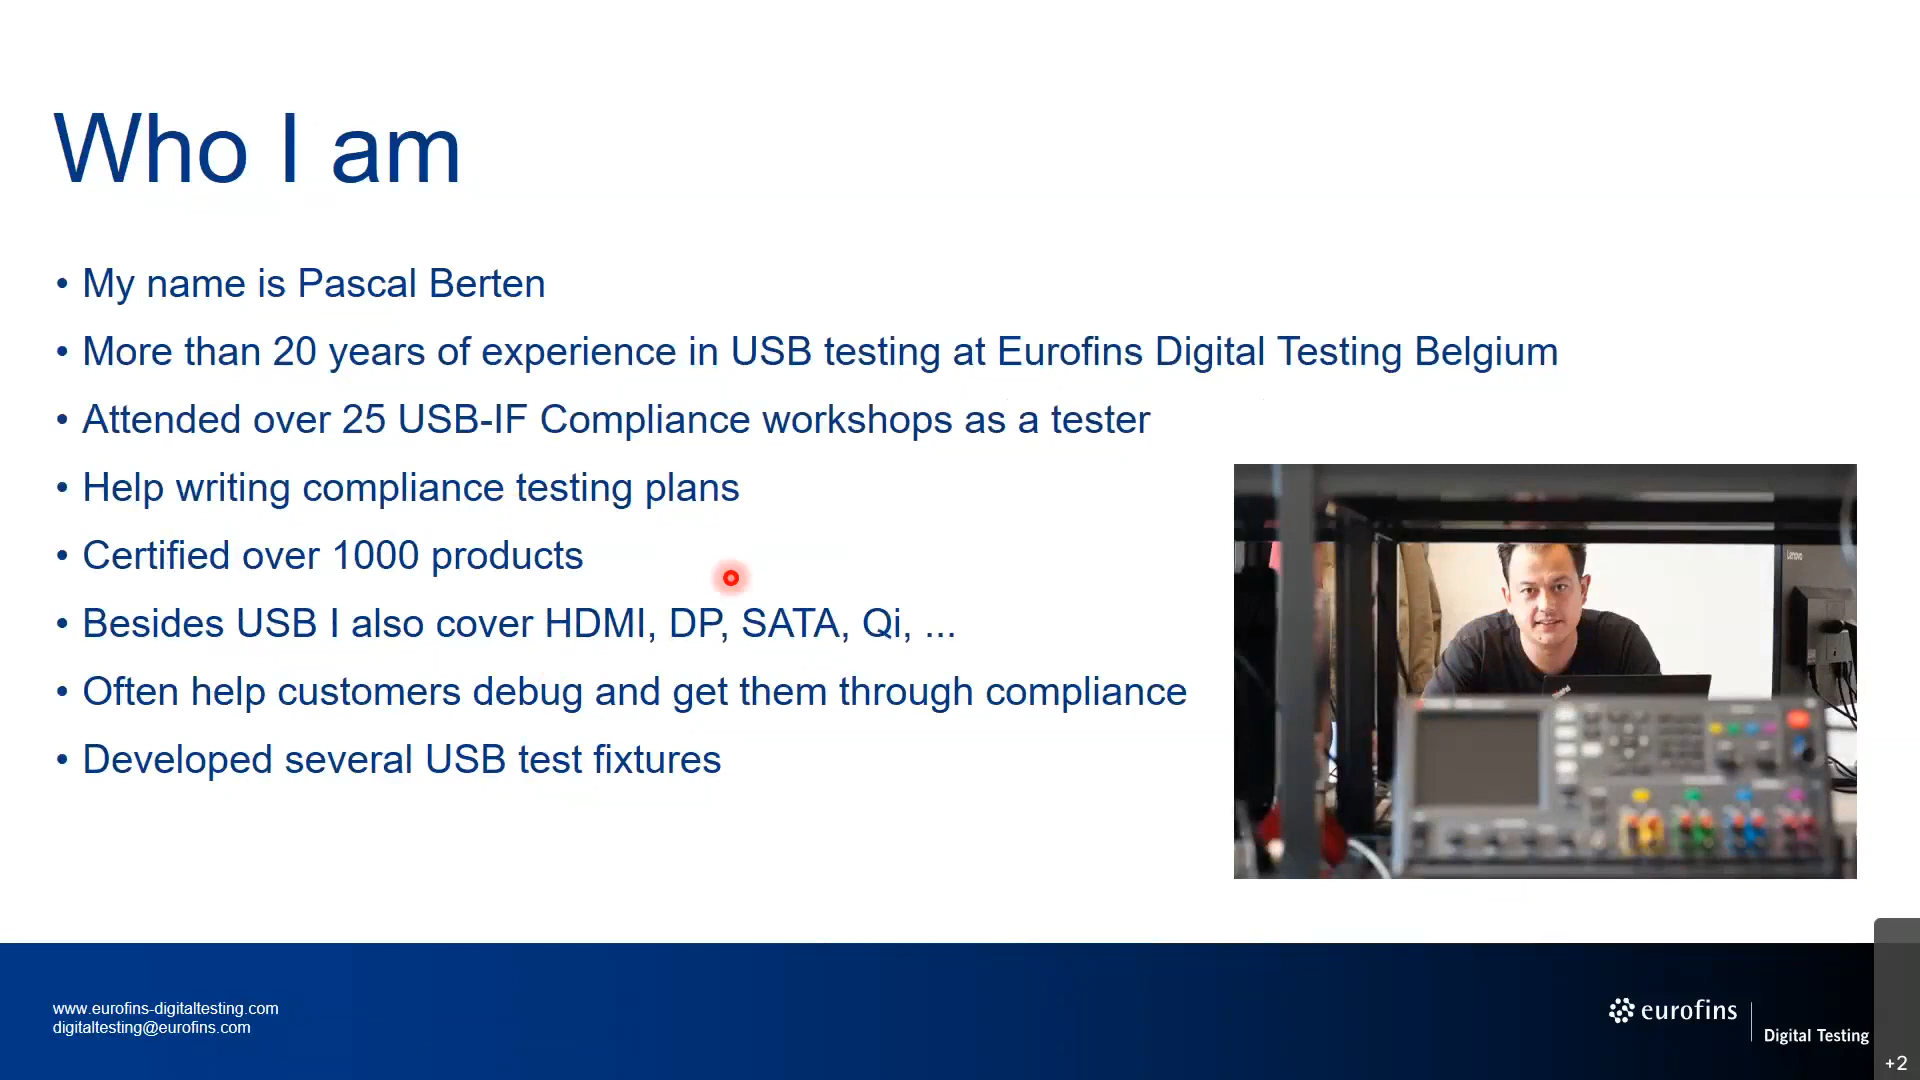 Who I am
• My name is Pascal Berten
• More than 20 years of experience in USB testing at Eurofins Digital Testing Belgium
• Attended over 25 USB-IF Compliance workshops as a tester
• Help writing compliance testing plans
• Certified over 1000 products
• Besides USB I also cover HDMI, DP, SATA, Qi, ...
• Often help customers debug and get them through compliance
• Developed several USB test fixtures
Lenovo
www.eurofins-digitaltesting.com
digitaltesting@eurofins.com
eurofins
Digital Testing
+2